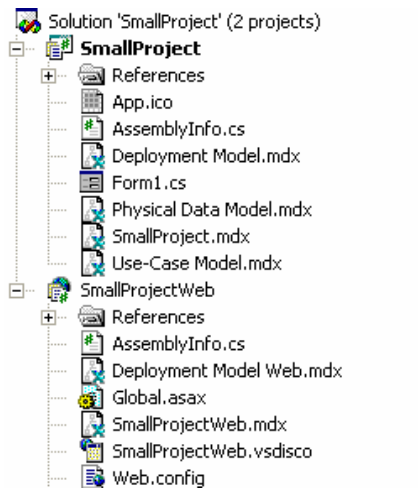 Solution 'SmallProject' (2 projects)
SmallProject
References
App.ico
AssemblyInfo.cs
Deployment Model.mdx
Form1.cs
Physical Data Model.mdx
SmallProject.mdx
Use-Case Model.mdx
SmallProjectWeb
References
AssemblyInfo.cs
Deployment Model Web.mdx
Global.asax
SmallProjectWeb.mdx
SmallProjectWeb.vsdisco
Web.config